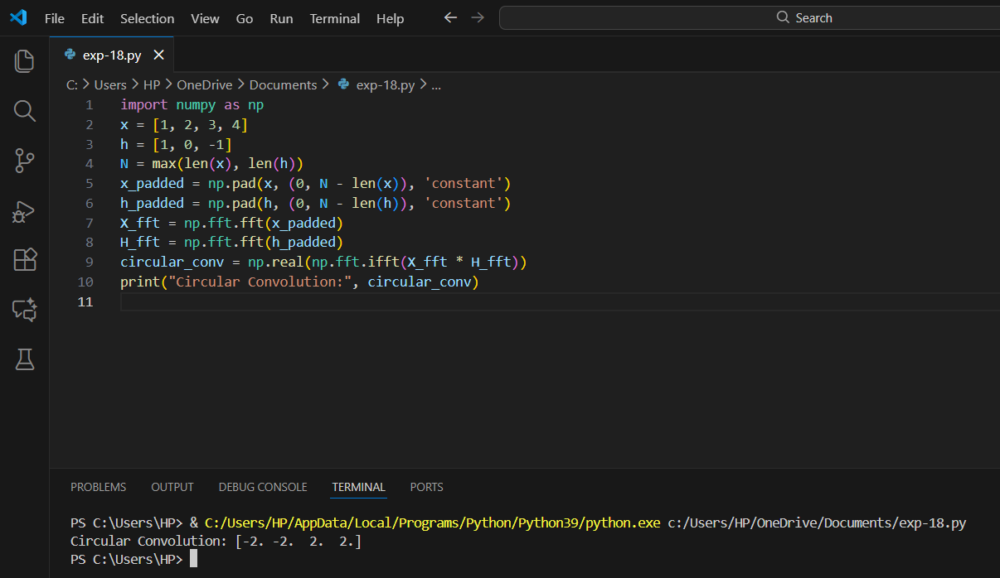 File Edit Selection View Go Run Terminal Help Search
exp-18.py
C: > Users > HP > OneDrive > Documents > exp-18.py > ...
1 import numpy as np
2 x = [1, 2, 3, 4]
3 h = [1, 0, -1]
4 N = max(len(x), len(h))
5 x_padded = np.pad(x, (0, N - len(x)), 'constant')
6 h_padded = np.pad(h, (0, N - len(h)), 'constant')
7 X_fft = np.fft.fft(x_padded)
8 H_fft = np.fft.fft(h_padded)
9 circular_conv = np.real(np.fft.ifft(X_fft * H_fft))
10 print("Circular Convolution:", circular_conv)
11
PROBLEMS OUTPUT DEBUG CONSOLE TERMINAL PORTS
PS C:\Users\HP> & C:/Users/HP/AppData/Local/Programs/Python/Python39/python.exe c:/Users/HP/OneDrive/Documents/exp-18.py
Circular Convolution: [-2. -2.  2.  2.]
PS C:\Users\HP>